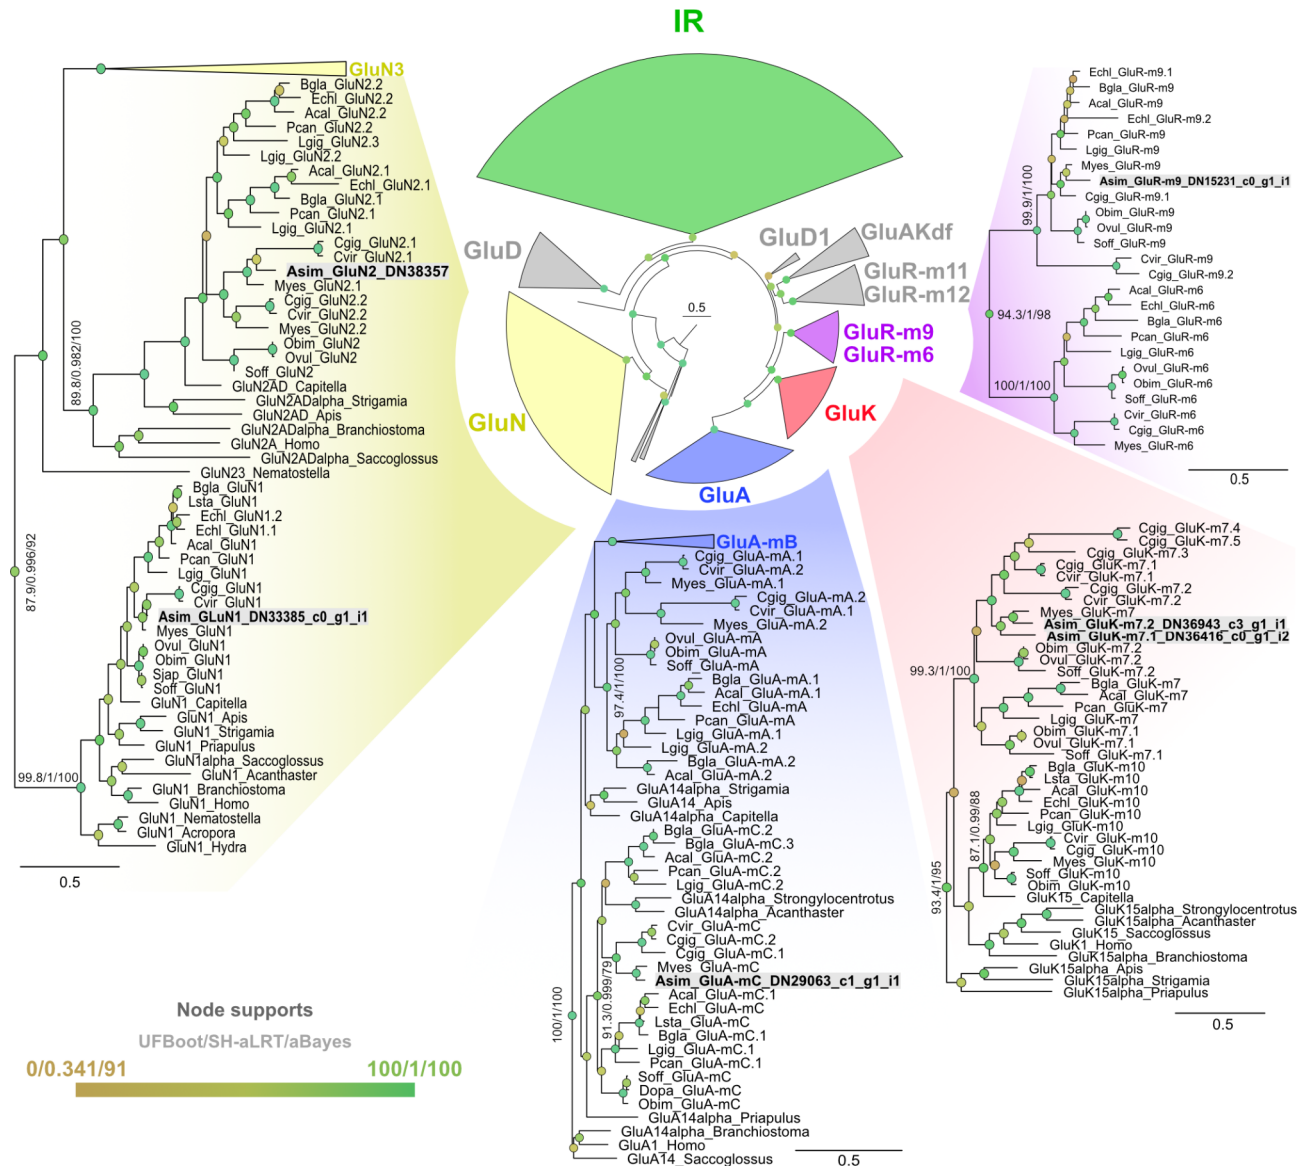 IR
GluN3
Bgla_GluN2.2
Echl_GluN2.2
Acal_GluN2.2
Pcan_GluN2.2
Lgig_GluN2.3
Lgig_GluN2.2
Acal_GluN2.1
Echl_GluN2.1
Bgla_GluN2.1
Pcan_GluN2.1
Lgig_GluN2.1
Cgig_GluN2.1
Cvir_GluN2.1
Asim_GluN2_DN38357
Myes_GluN2.1
Cgig_GluN2.2
Cvir_GluN2.2
Myes_GluN2.2
Obim_GluN2
Ovul_GluN2
Soff_GluN2
GluN2AD_Capitella
GluN2ADalpha_Strigamia
GluN2AD_Apis
GluN2ADalpha_Branchiostoma
GluN2A_Homo
GluN2ADalpha_Saccoglossus
GluN23_Nematostella
89.8/0.982/100
87.9/0.996/92
Bgla_GluN1
Lsta_GluN1
Echl_GluN1.2
Echl_GluN1.1
Acal_GluN1
Pcan_GluN1
Lgig_GluN1
Cgig_GluN1
Cvir_GluN1
Asim_GLuN1_DN33385_c0_g1_i1
Myes_GluN1
Ovul_GluN1
Obim_GluN1
Sjap_GluN1
Soff_GluN1
GluN1_Capitella
GluN1_Apis
GluN1_Strigamia
GluN1_Priapulus
GluN1alpha_Saccoglossus
GluN1_Acanthaster
GluN1_Branchiostoma
GluN1_Homo
GluN1_Nematostella
GluN1_Acropora
GluN1_Hydra
99.8/1/100
0.5
GluD
GluD1
GluAKdf
GluR-m11
GluR-m12
0.5
GluR-m9
GluR-m6
GluK
GluN
GluA
Echl_GluR-m9.1
Bgla_GluR-m9
Acal_GluR-m9
Echl_GluR-m9.2
Pcan_GluR-m9
Lgig_GluR-m9
Myes_GluR-m9
Asim_GluR-m9_DN15231_c0_g1_i1
Cgig_GluR-m9.1
Obim_GluR-m9
Ovul_GluR-m9
Soff_GluR-m9
Cvir_GluR-m9
Cgig_GluR-m9.2
Acal_GluR-m6
Echl_GluR-m6
Bgla_GluR-m6
Pcan_GluR-m6
Lgig_GluR-m6
Ovul_GluR-m6
Obim_GluR-m6
Soff_GluR-m6
Cvir_GluR-m6
Cgig_GluR-m6
Myes_GluR-m6
99.9/1/100
94.3/1/98
100/1/100
0.5
GluA-mB
Cgig_GluA-mA.1
Cvir_GluA-mA.2
Myes_GluA-mA.1
Cgig_GluA-mA.2
Cvir_GluA-mA.1
Myes_GluA-mA.2
Ovul_GluA-mA
Obim_GluA-mA
Soff_GluA-mA
Bgla_GluA-mA.1
Acal_GluA-mA.1
Echl_GluA-mA
Pcan_GluA-mA
Lgig_GluA-mA.1
Lgig_GluA-mA.2
Bgla_GluA-mA.2
Acal_GluA-mA.2
GluA14alpha_Strigamia
GluA14_Apis
GluA14alpha_Capitella
Bgla_GluA-mC.2
Bgla_GluA-mC.3
Acal_GluA-mC.2
Pcan_GluA-mC.2
Lgig_GluA-mC.2
GluA14alpha_Strongylocentrotus
GluA14alpha_Acanthaster
Cvir_GluA-mC
Cgig_GluA-mC.2
Cgig_GluA-mC.1
Myes_GluA-mC
Asim_GluA-mC_DN29063_c1_g1_i1
Acal_GluA-mC.1
Echl_GluA-mC
Lsta_GluA-mC
Bgla_GluA-mC.1
Lgig_GluA-mC.1
Pcan_GluA-mC.1
Soff_GluA-mC
Dopa_GluA-mC
Obim_GluA-mC
GluA14alpha_Priapulus
GluA14alpha_Branchiostoma
GluA1_Homo
GluA14_Saccoglossus
97.4/1/100
91.3/0.999/79
100/1/100
0.5
Cgig_GluK-m7.4
Cgig_GluK-m7.5
Cgig_GluK-m7.3
Cgig_GluK-m7.1
Cvir_GluK-m7.1
Cgig_GluK-m7.2
Cvir_GluK-m7.2
Myes_GluK-m7
Asim_GluK-m7.2_DN36943_c3_g1_i1
Asim_GluK-m7.1_DN36416_c0_g1_i2
Obim_GluK-m7.2
Ovul_GluK-m7.2
Soff_GluK-m7.2
Bgla_GluK-m7
Acal_GluK-m7
Pcan_GluK-m7
Lgig_GluK-m7
Obim_GluK-m7.1
Ovul_GluK-m7.1
Soff_GluK-m7.1
Bgla_GluK-m10
Lsta_GluK-m10
Acal_GluK-m10
Echl_GluK-m10
Pcan_GluK-m10
Lgig_GluK-m10
Cvir_GluK-m10
Cgig_GluK-m10
Myes_GluK-m10
Soff_GluK-m10
Obim_GluK-m10
GluK15_Capitella
GluK15alpha_Strongylocentrotus
GluK15alpha_Acanthaster
GluK15_Saccoglossus
GluK1_Homo
GluK15alpha_Branchiostoma
GluK15alpha_Apis
GluK15alpha_Strigamia
GluK15alpha_Priapulus
99.3/1/100
87.1/0.99/88
93.4/1/95
0.5
Node supports
UFBoot/SH-aLRT/aBayes
0/0.341/91
100/1/100